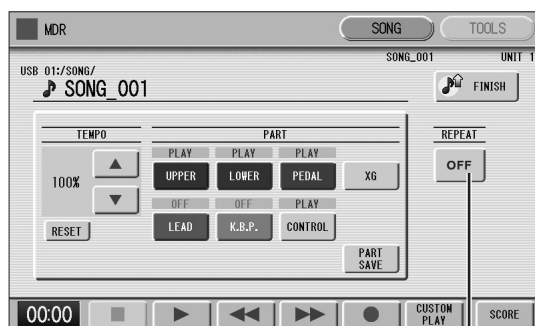 MDR
SONG
TOOLS
SONG_001
UNIT 1
USB 01:/SONG/
SONG_001
FINISH
TEMPO
PART
REPEAT
PLAY PLAY PLAY
UPPER LOWER PEDAL XG
OFF
100%
OFF OFF PLAY
LEAD K.B.P. CONTROL
RESET
PART SAVE
00:00
CUSTOM PLAY
SCORE